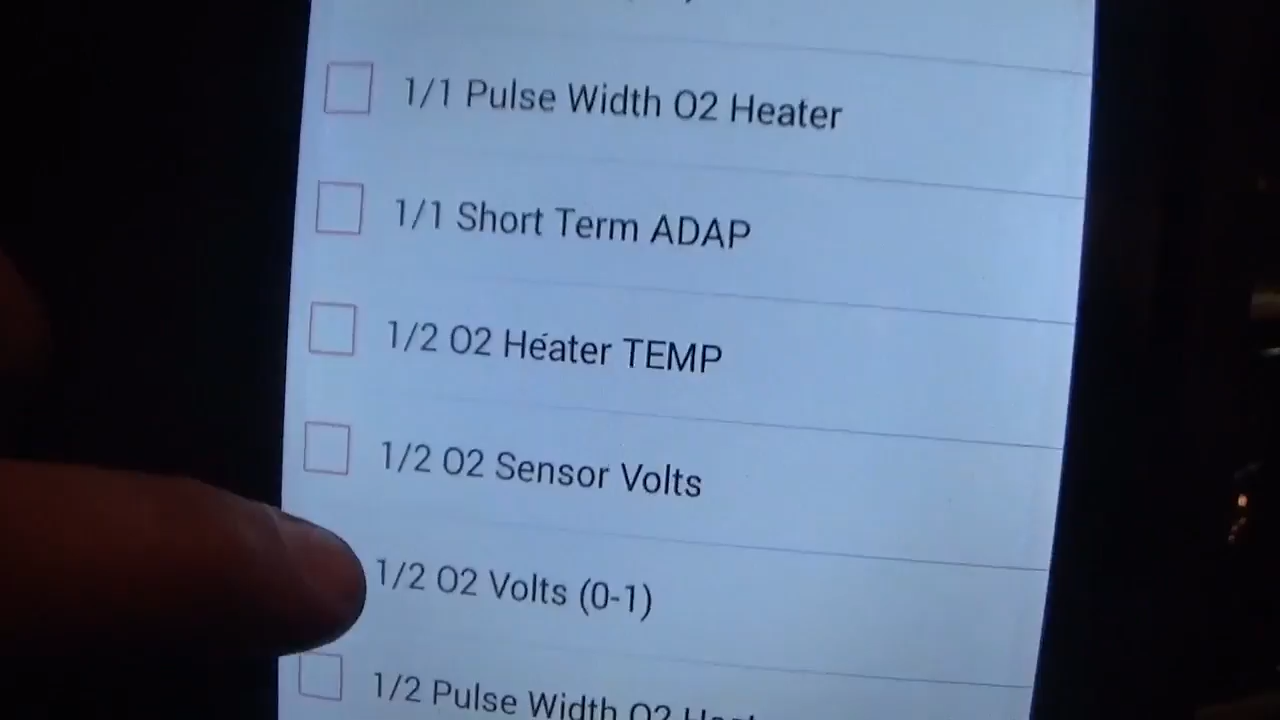 1/1 Pulse Width O2 Heater
1/1 Short Term ADAP
1/2 O2 Heater TEMP
1/2 O2 Sensor Volts
1/2 O2 Volts (0-1)
1/2 Pulse Width O2